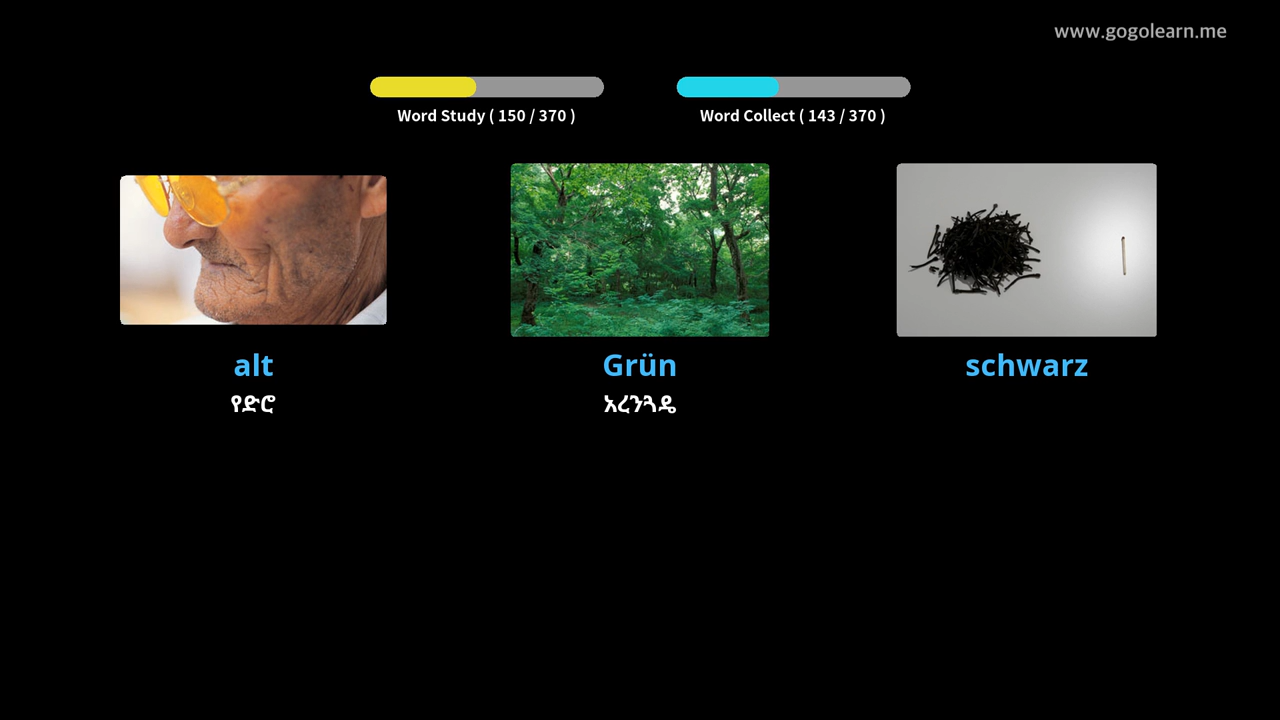 www.gogolearn.me
Word Study ( 150 / 370 )
Word Collect ( 143 / 370 )
alt
Grün
schwarz
የድሮ
አረንጓዴ